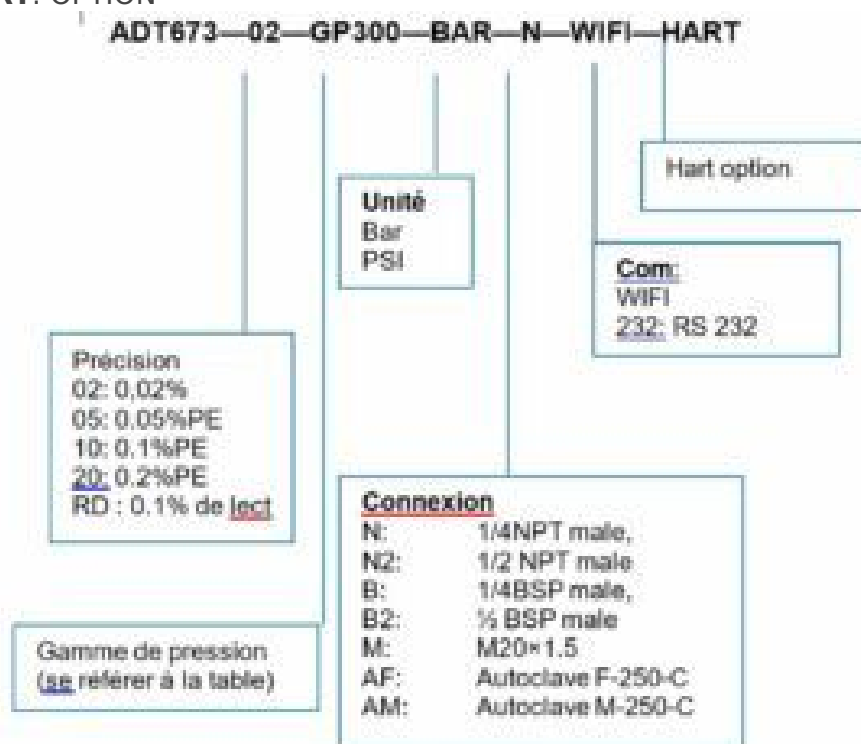 OPTION
ADT673—02—GP300—BAR—N—WIFI—HART
Hart option
Unité
Bar
PSI
Com:
WIFI
232: RS 232
Précision
02: 0,02%
05: 0.05%PE
10: 0.1%PE
20: 0.2%PE
RD : 0.1% de lect
Connexion
N: 1/4NPT male,
N2: 1/2 NPT male
B: 1/4BSP male,
B2: ½ BSP male
M: M20×1.5
AF: Autoclave F-250-C
AM: Autoclave M-250-C
Gamme de pression
(se référer à la table)